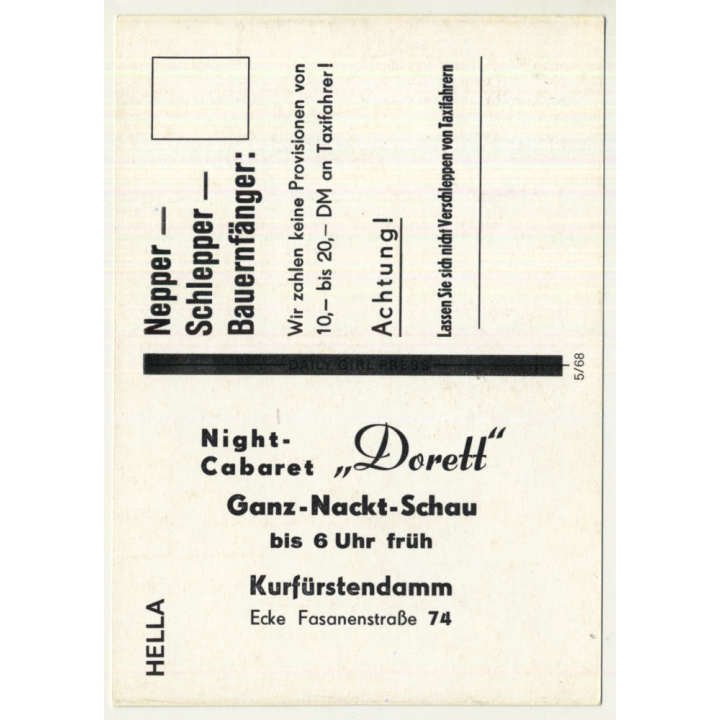 Nepper —
Schlepper —
Bauernfänger:
Wir zahlen keine Provisionen von
10,— bis 20,— DM an Taxifahrer!
Achtung!
Lassen Sie sich nicht Verschleppen von Taxifahrern
DAILY GIRL PRESS
5/68
Night-
Cabaret „Dorett“
Ganz-Nackt-Schau
bis 6 Uhr früh
Kurfürstendamm
Ecke Fasanenstraße 74
HELLA